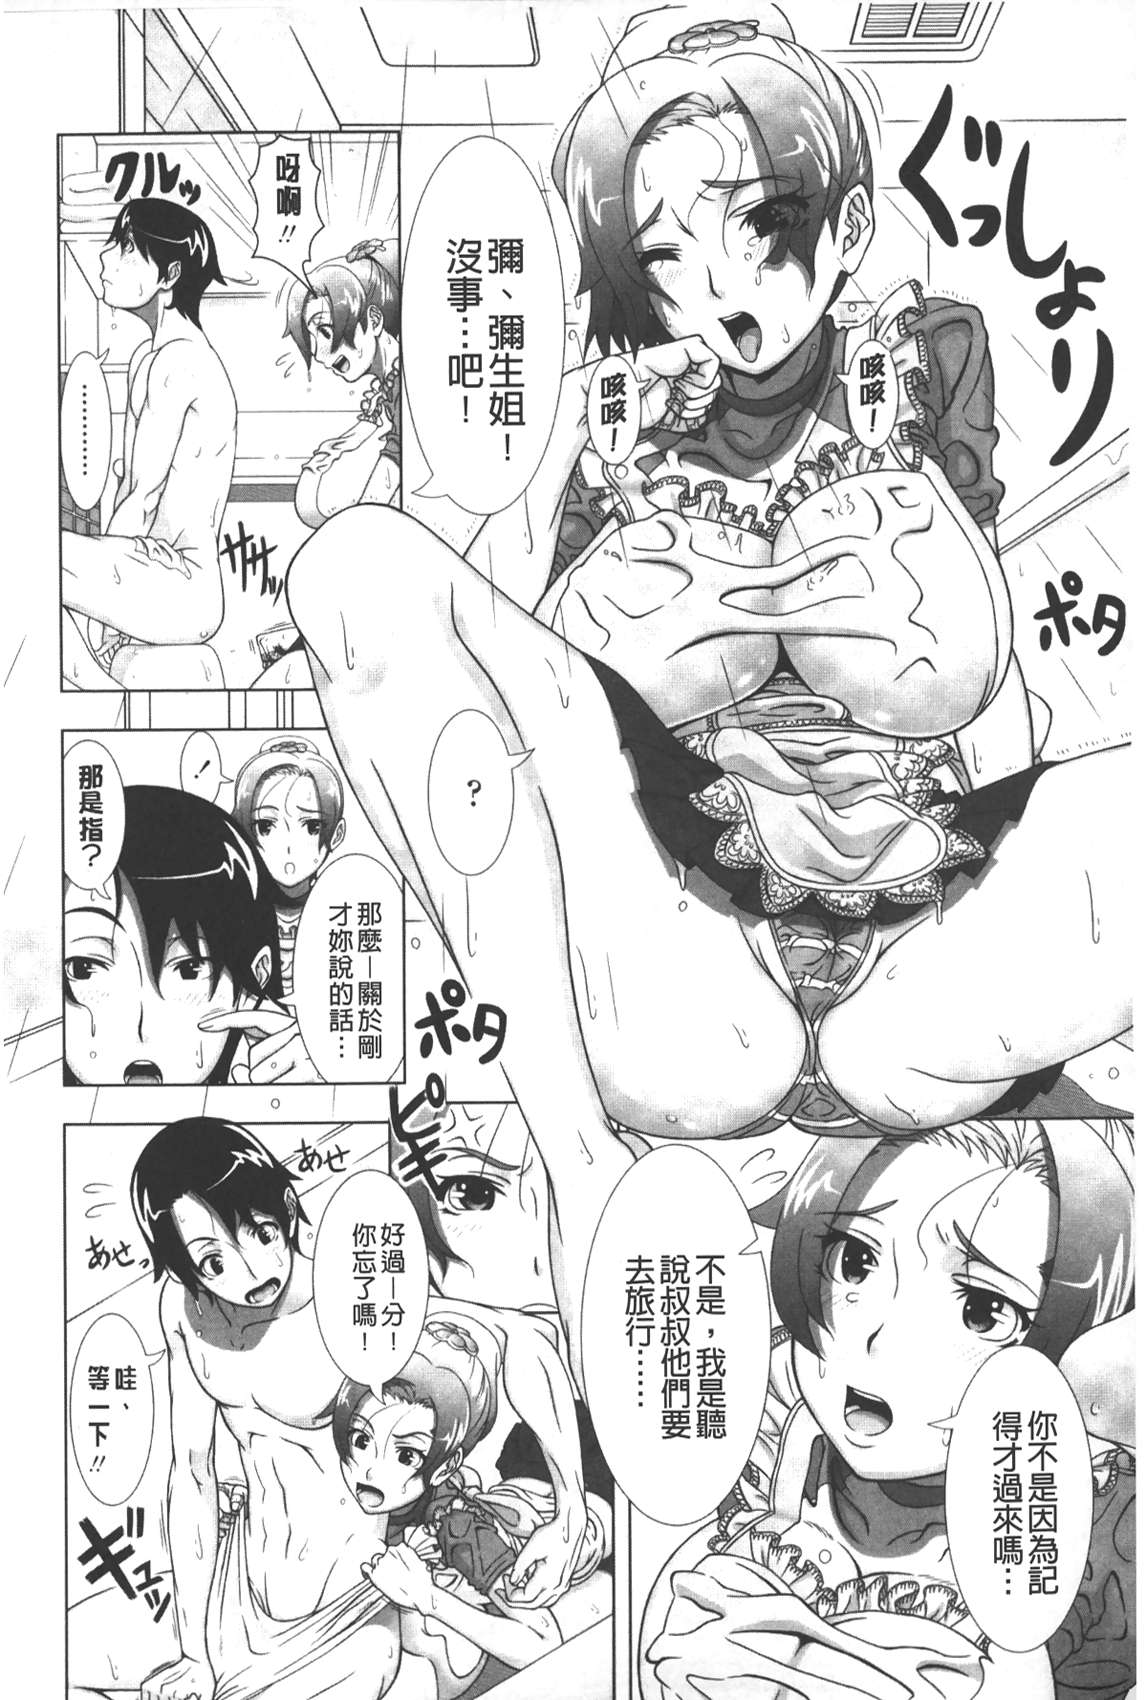 ぐっしょり
咳咳！
咳咳！
彌、彌生姐！
沒事…吧！
ポタ
呀啊!!
クルッ
…………
ササッ
？
！
那麼—關於剛
才妳說的話…
那是指？
ポタ
你不是因為記
得才過來嗎…
不是，我是聽
說叔叔他們要
去旅行……
ピキ
好過—分！
你忘了嗎！
あせ
あせっ
哇、
等一下!!
ギュッ